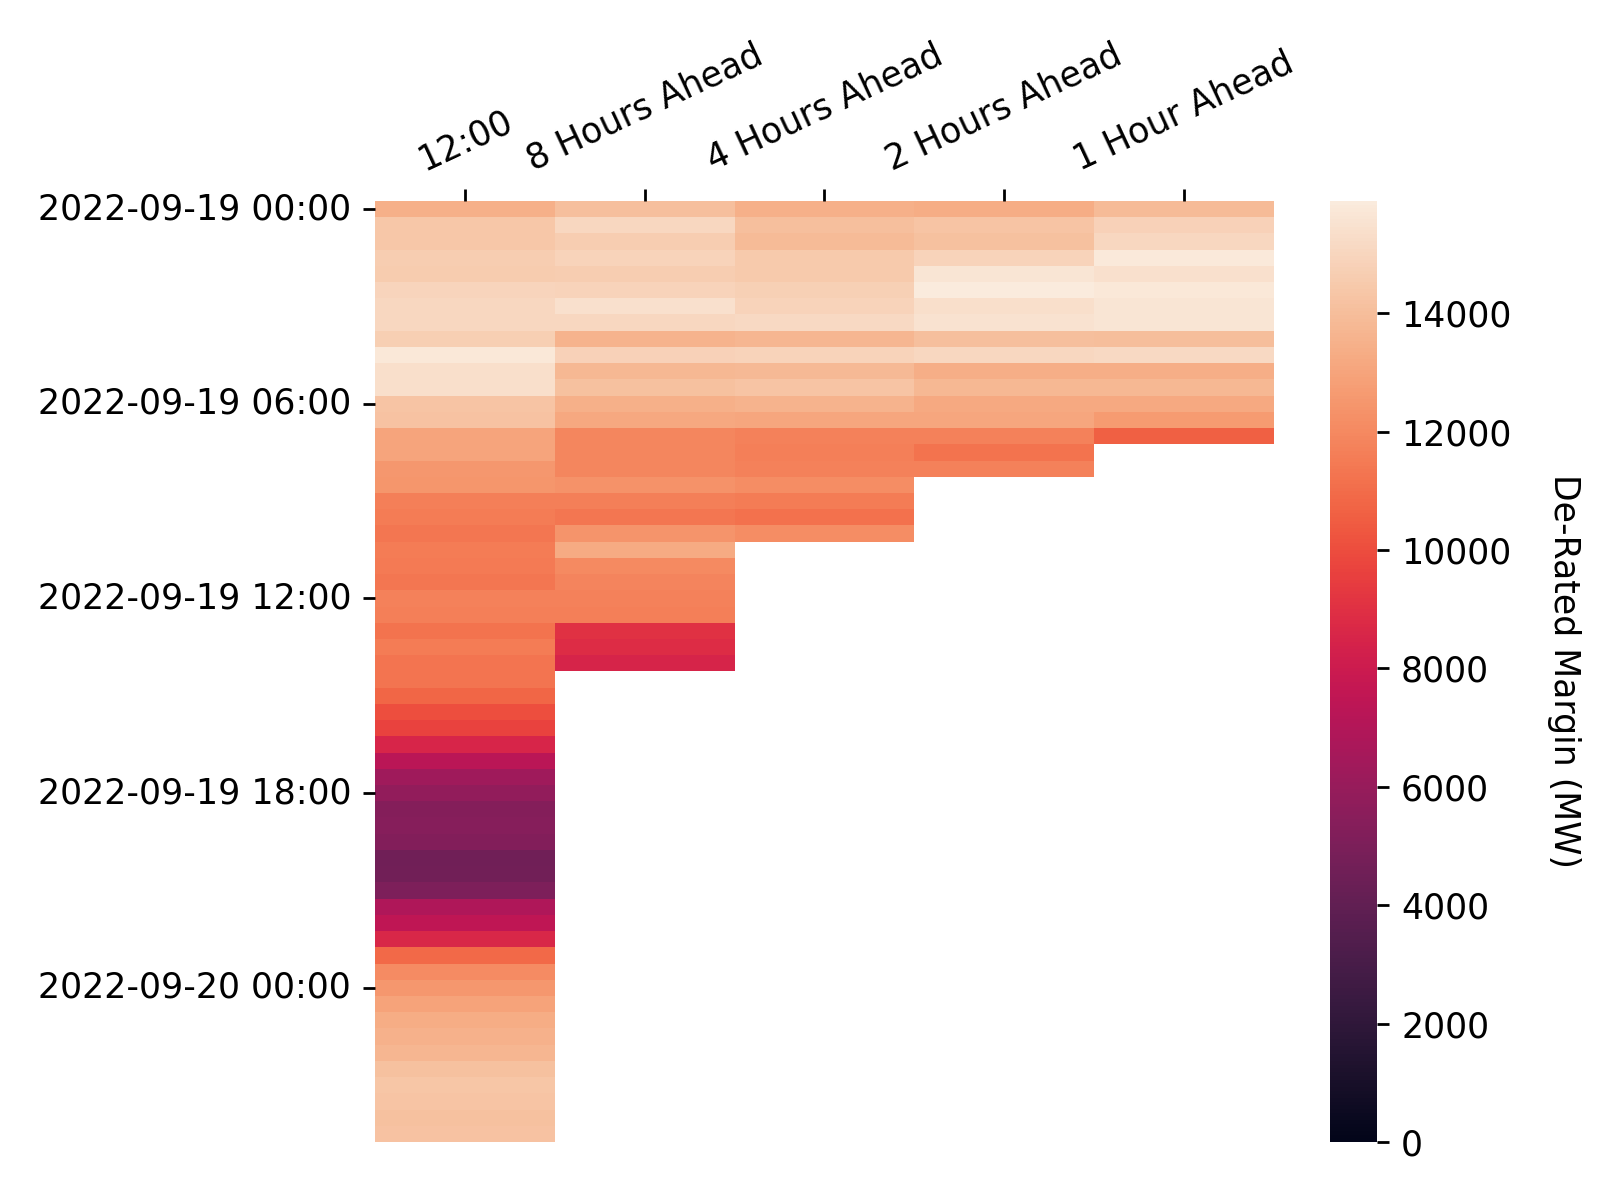 12:00
8 Hours Ahead
4 Hours Ahead
2 Hours Ahead
1 Hour Ahead
2022-09-19 00:00
2022-09-19 06:00
2022-09-19 12:00
2022-09-19 18:00
2022-09-20 00:00
14000
12000
10000
8000
6000
4000
2000
0
De-Rated Margin (MW)